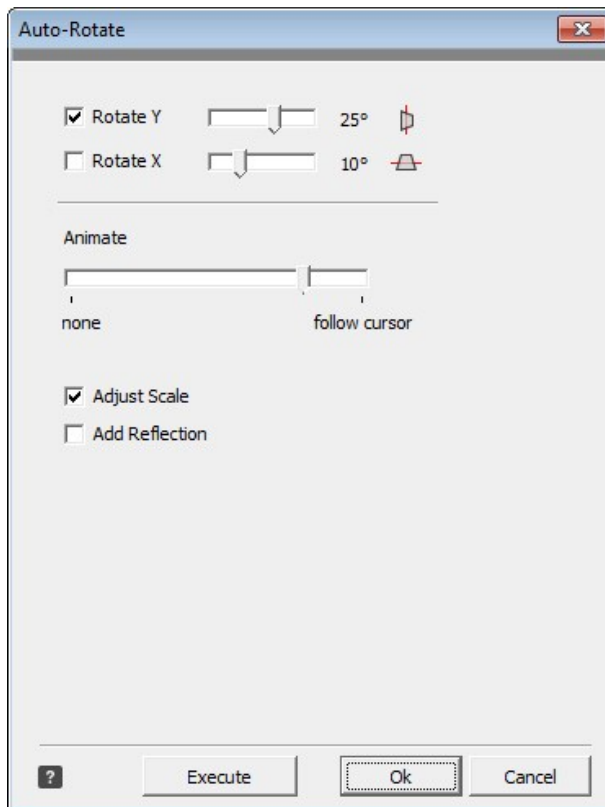 Auto-Rotate
Rotate Y 25°
Rotate X 10°
Animate
none follow cursor
Adjust Scale
Add Reflection
? Execute Ok Cancel